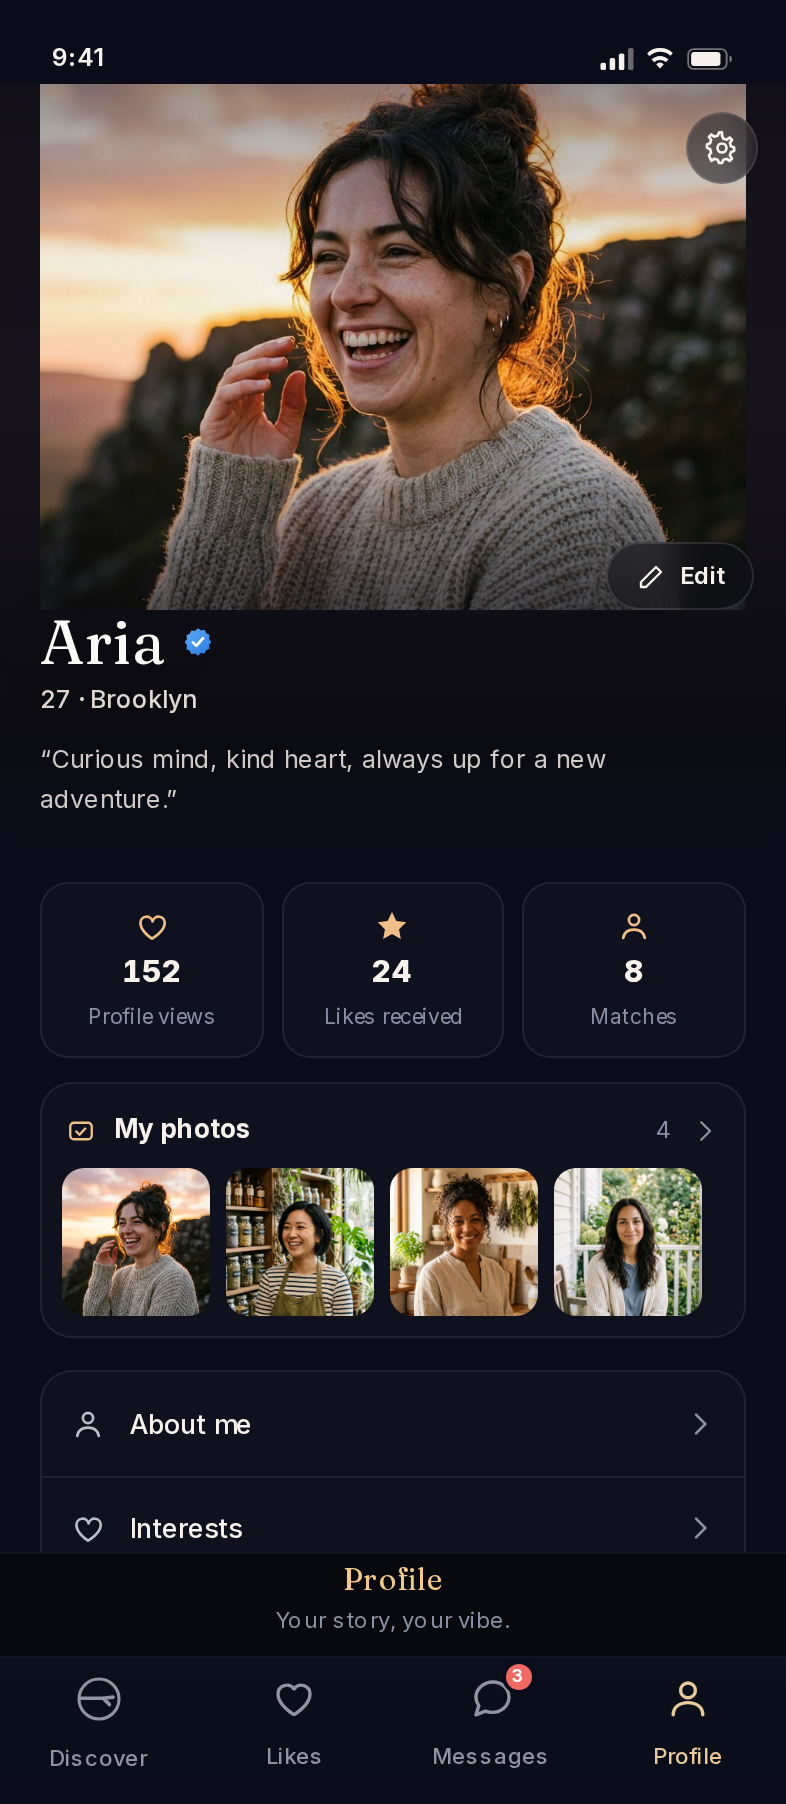 9:41
Edit
Aria
27 · Brooklyn
“Curious mind, kind heart, always up for a new
adventure.”
152
Profile views
24
Likes received
8
Matches
My photos
4
About me
Interests
Profile
Your story, your vibe.
3
Discover
Likes
Messages
Profile